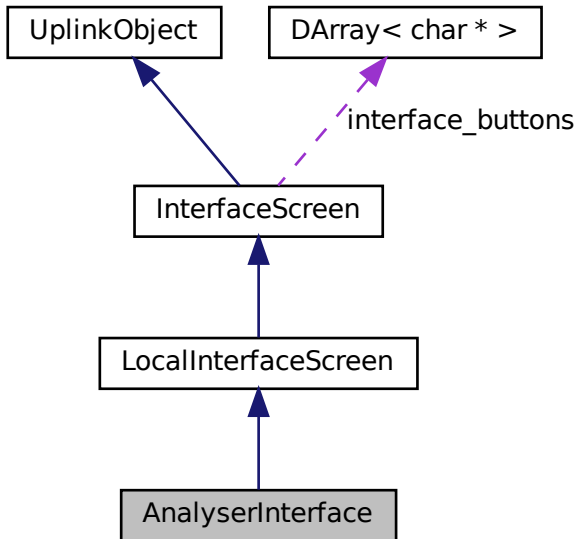 UplinkObject
DArray< char * >
interface_buttons
InterfaceScreen
LocalInterfaceScreen
AnalyserInterface